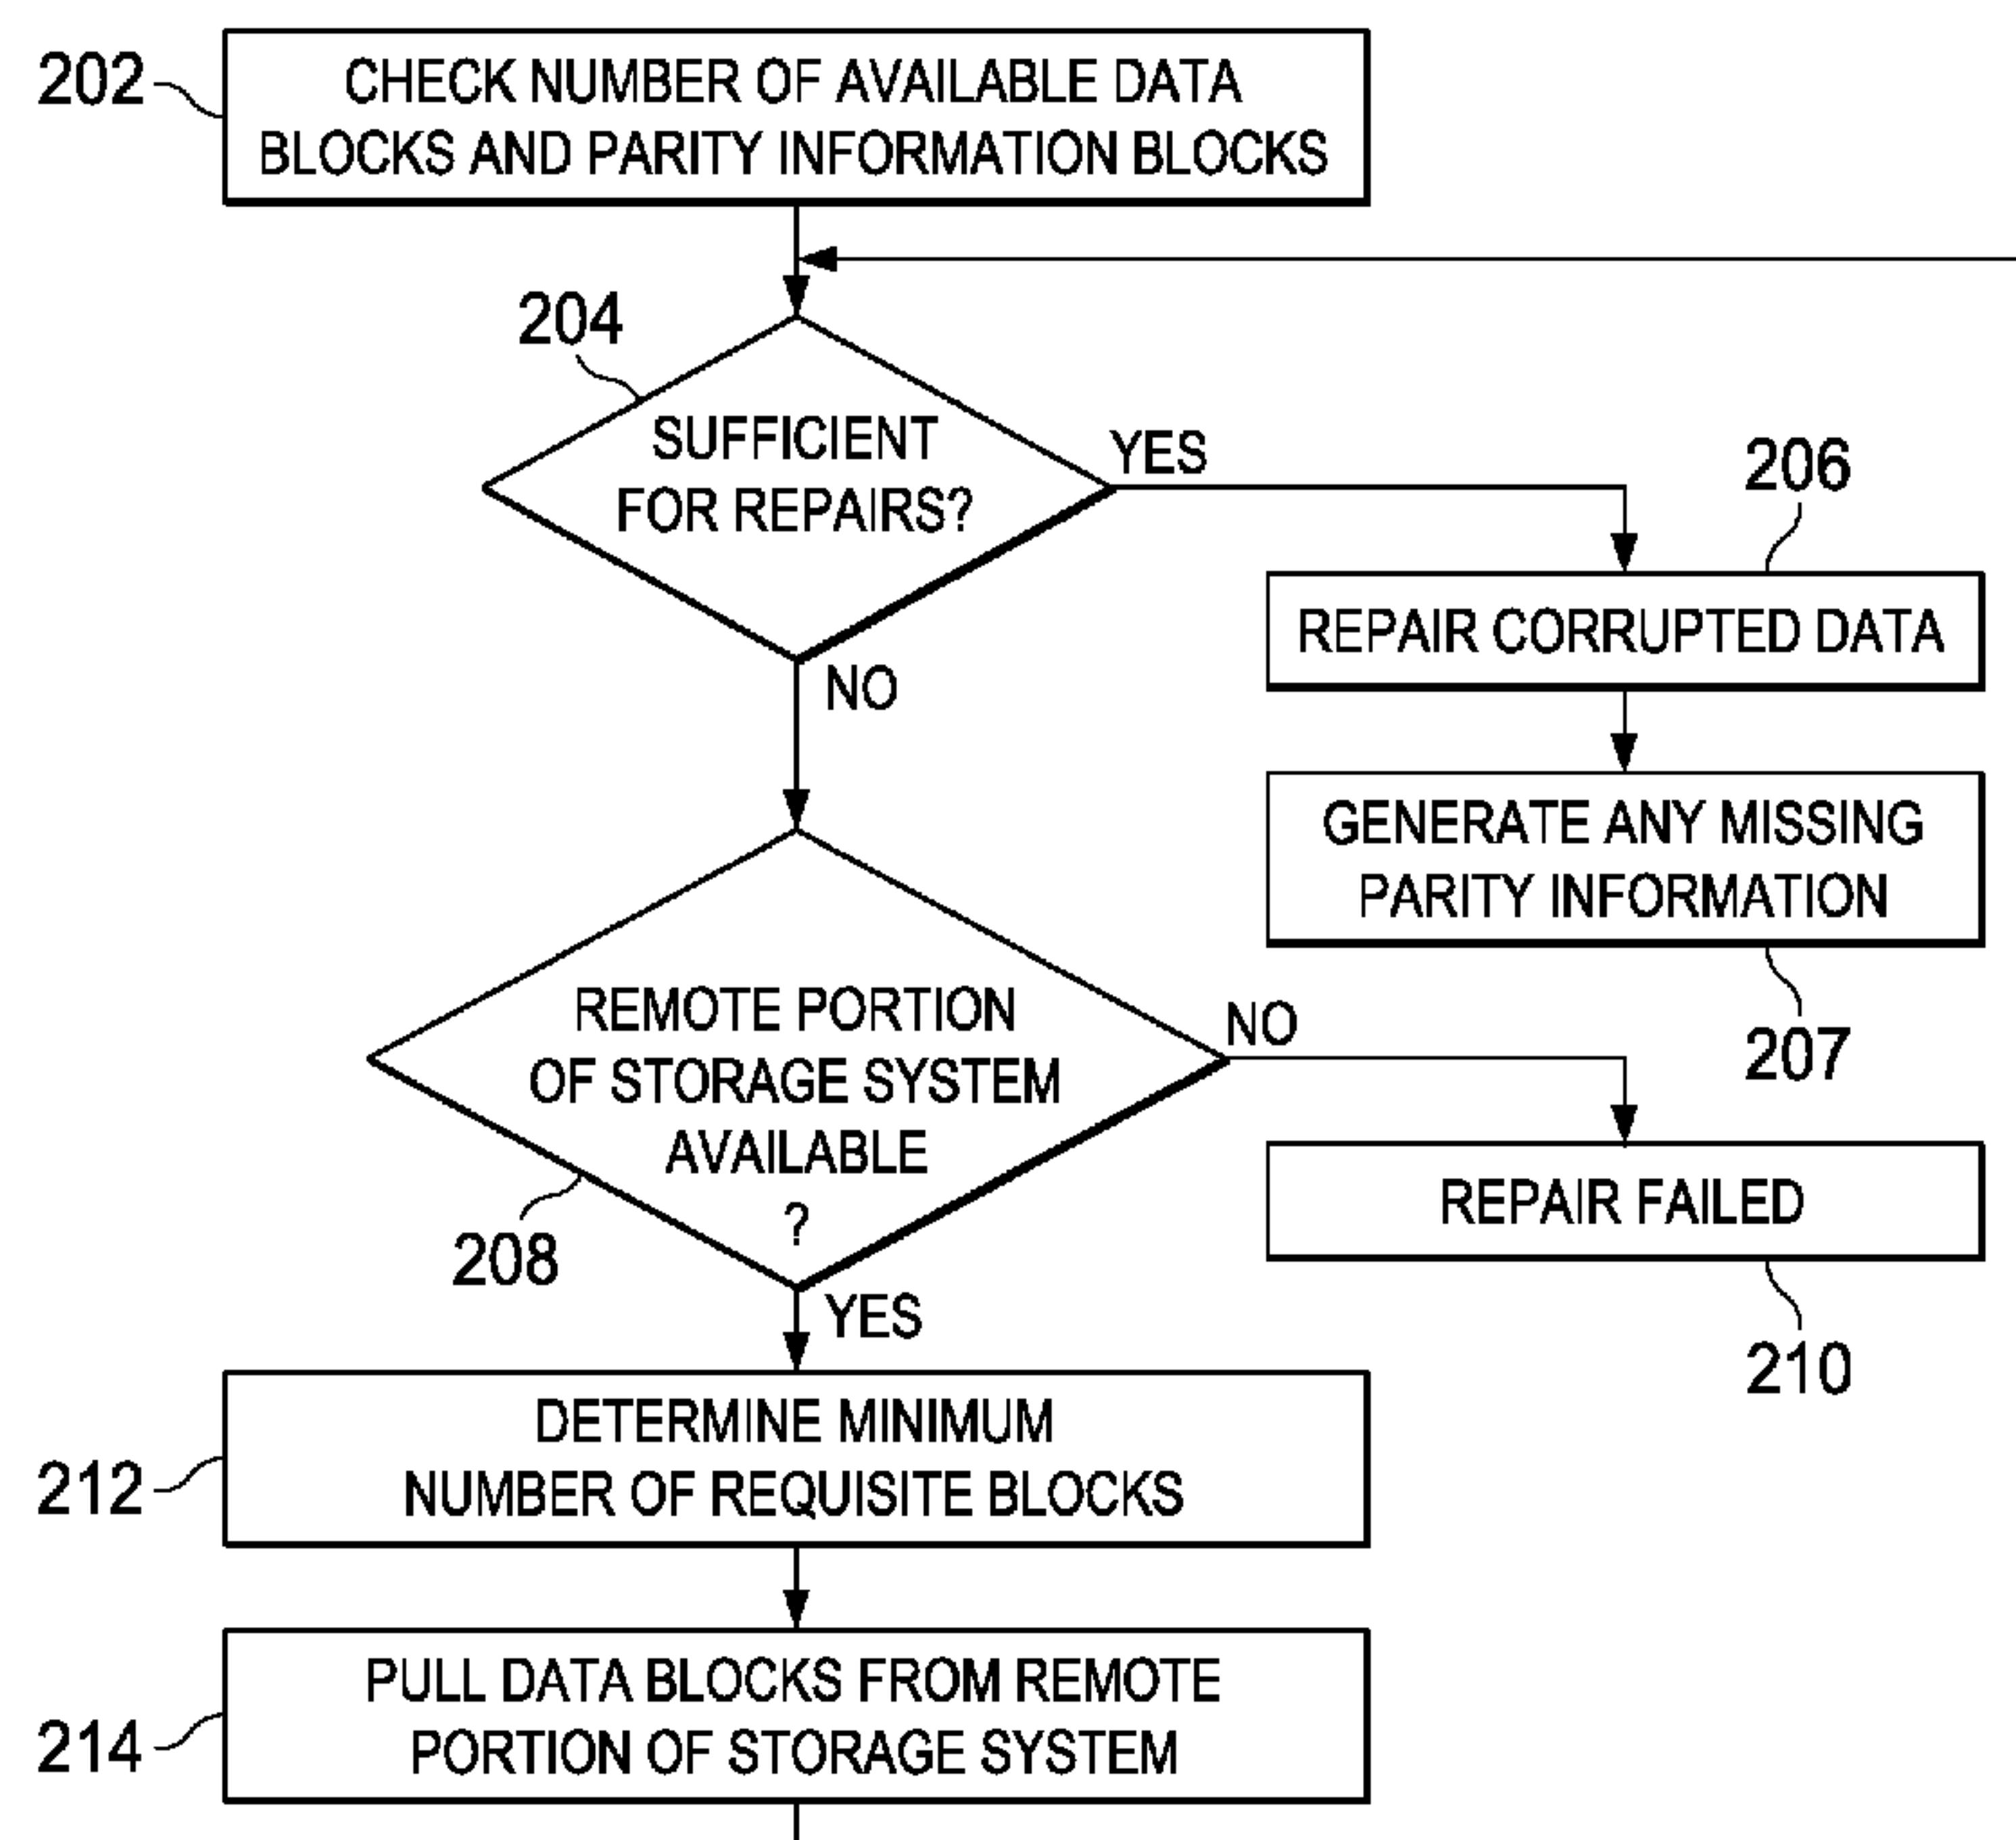 202
CHECK NUMBER OF AVAILABLE DATA
BLOCKS AND PARITY INFORMATION BLOCKS
204
SUFFICIENT
FOR REPAIRS?
YES
NO
206
REPAIR CORRUPTED DATA
GENERATE ANY MISSING
PARITY INFORMATION
207
REMOTE PORTION
OF STORAGE SYSTEM
AVAILABLE
?
NO
208
YES
REPAIR FAILED
210
212
DETERMINE MINIMUM
NUMBER OF REQUISITE BLOCKS
214
PULL DATA BLOCKS FROM REMOTE
PORTION OF STORAGE SYSTEM